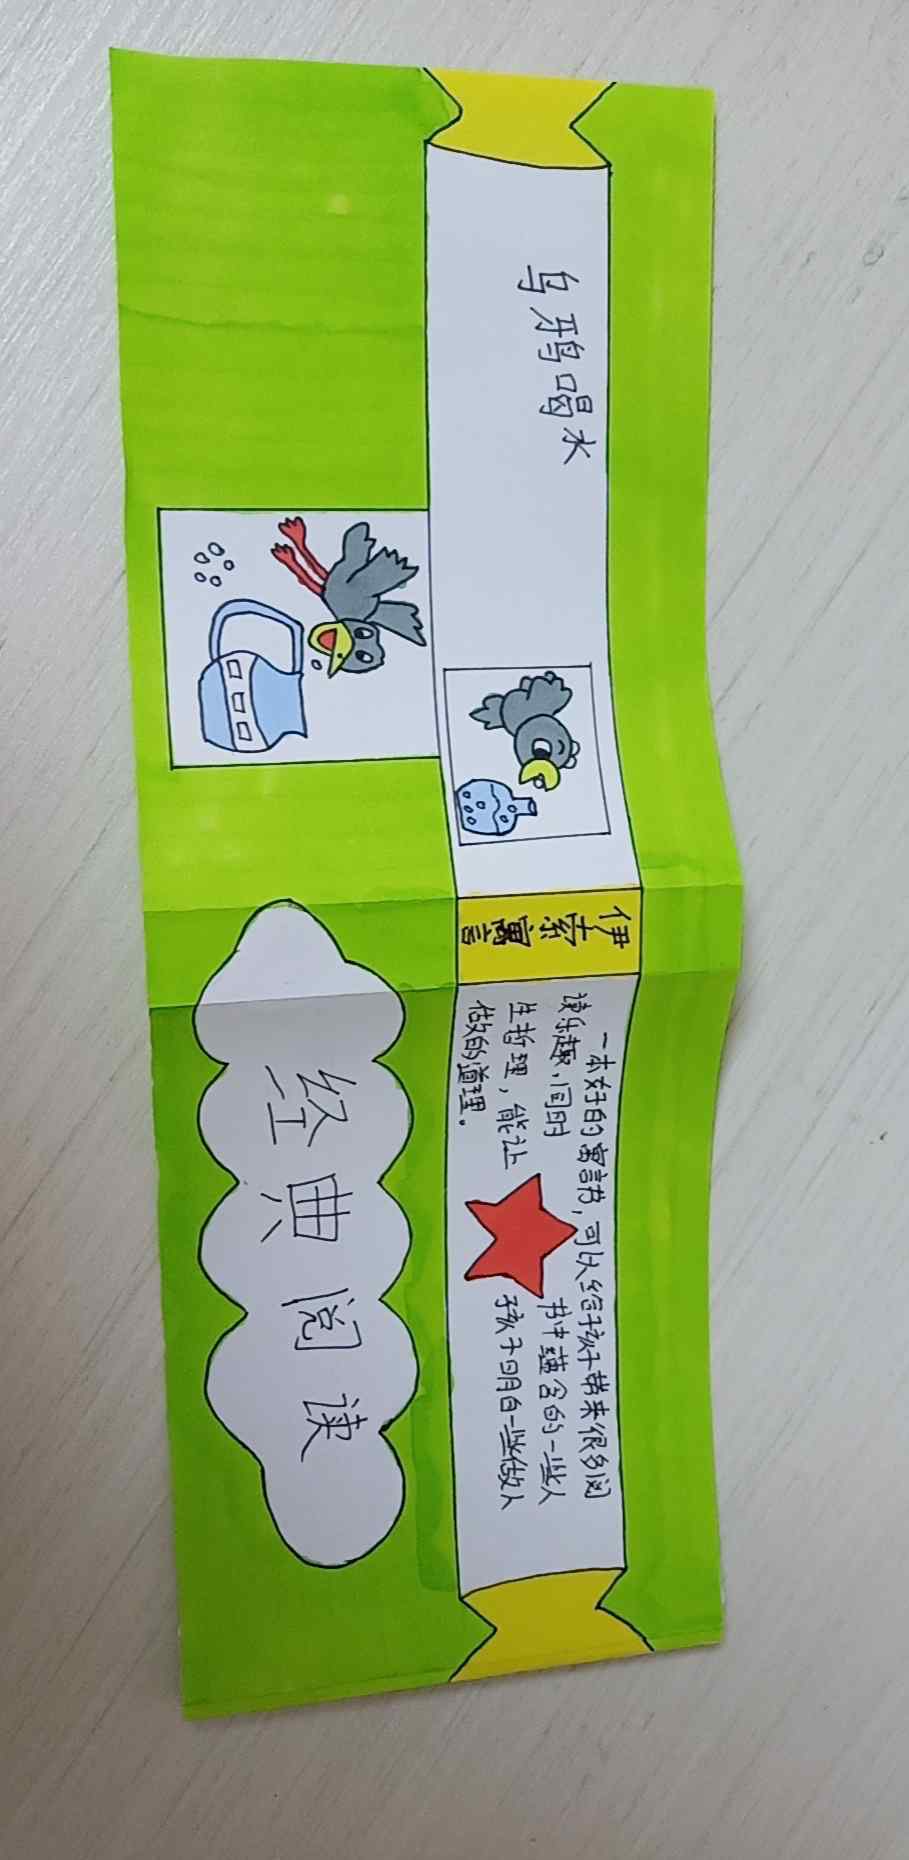 乌鸦喝水
伊索寓言
一本好的寓言书，可以给孩子带来很多阅
读乐趣，同时书中蕴含的一些人
生哲理，能让孩子明白一些做人
做的道理。
经典阅读